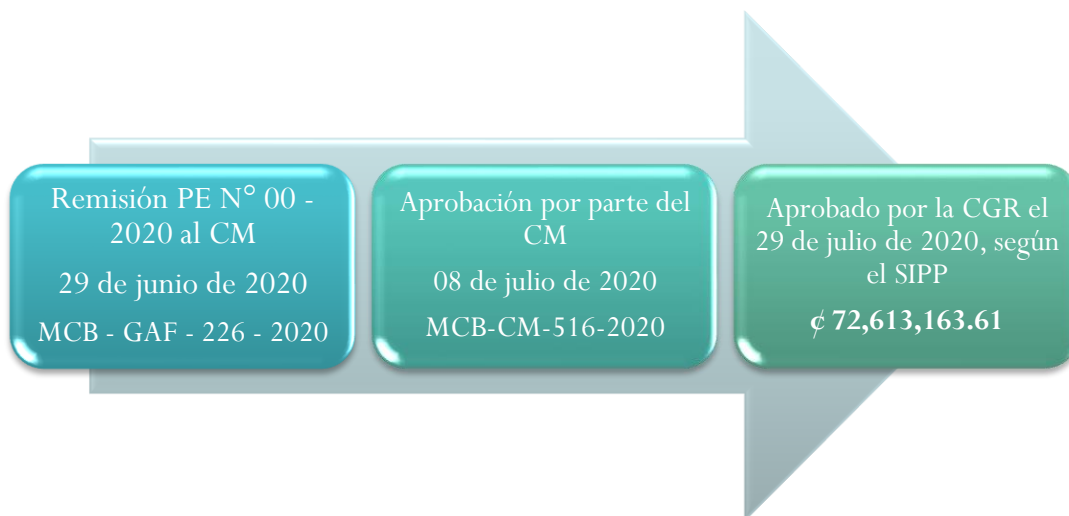 Remisión PE N° 00 -
2020 al CM
29 de junio de 2020
MCB - GAF - 226 - 2020
Aprobación por parte del
CM
08 de julio de 2020
MCB-CM-516-2020
Aprobado por la CGR el
29 de julio de 2020, según
el SIPP
₡ 72,613,163.61